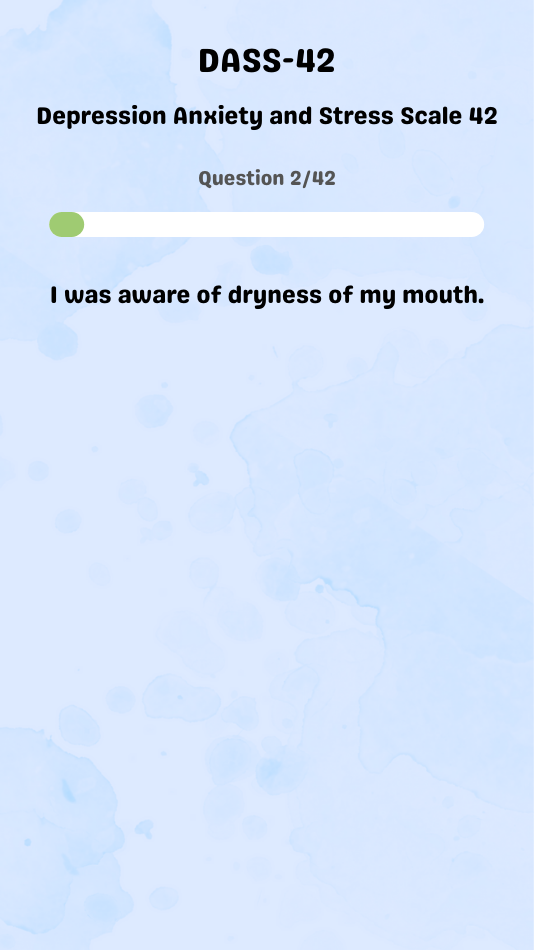 DASS-42
Depression Anxiety and Stress Scale 42
Question 2/42
I was aware of dryness of my mouth.